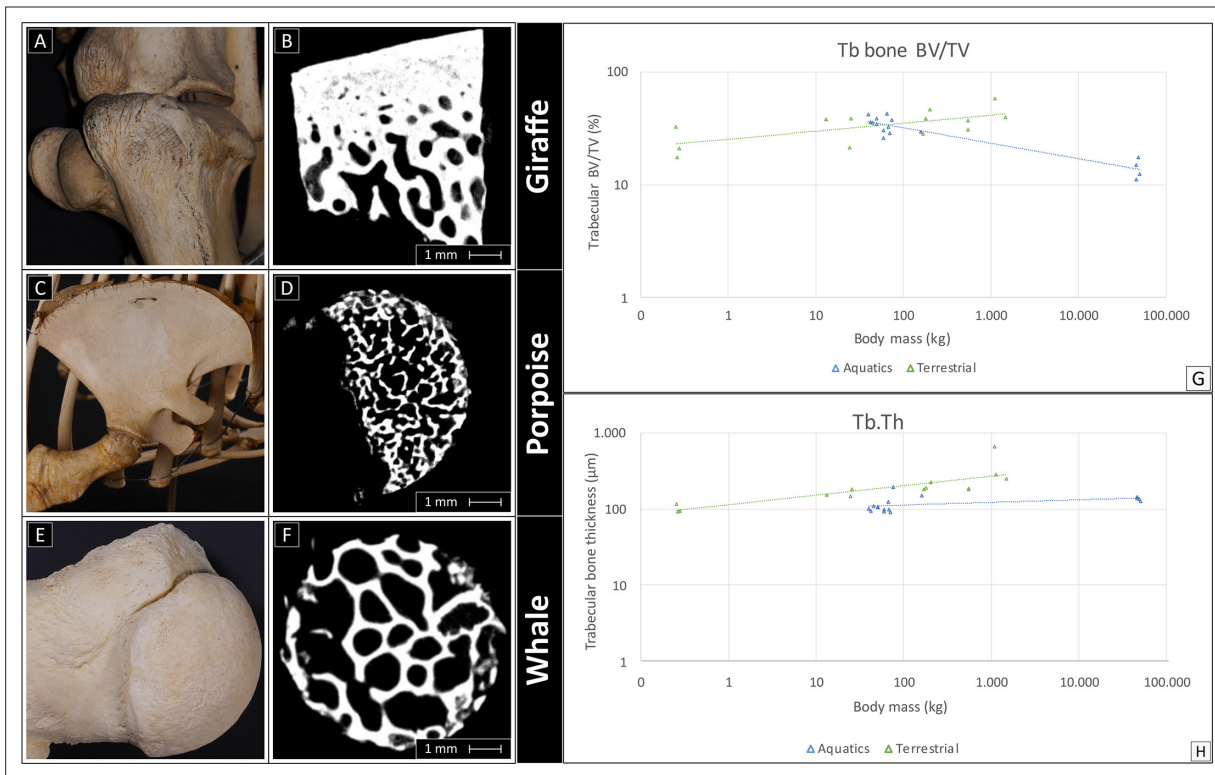 A
B
1 mm
Giraffe
C
D
1 mm
Porpoise
E
F
1 mm
Whale
Tb bone BV/TV
Trabecular BV/TV (%)
100
10
1
0 1 10 100 1.000 10.000 100.000
Body mass (kg)
Aquatics Terrestrial
G
Tb.Th
Trabecular bone thickness (μm)
1.000
100
10
1
0 1 10 100 1.000 10.000 100.000
Body mass (kg)
Aquatics Terrestrial
H